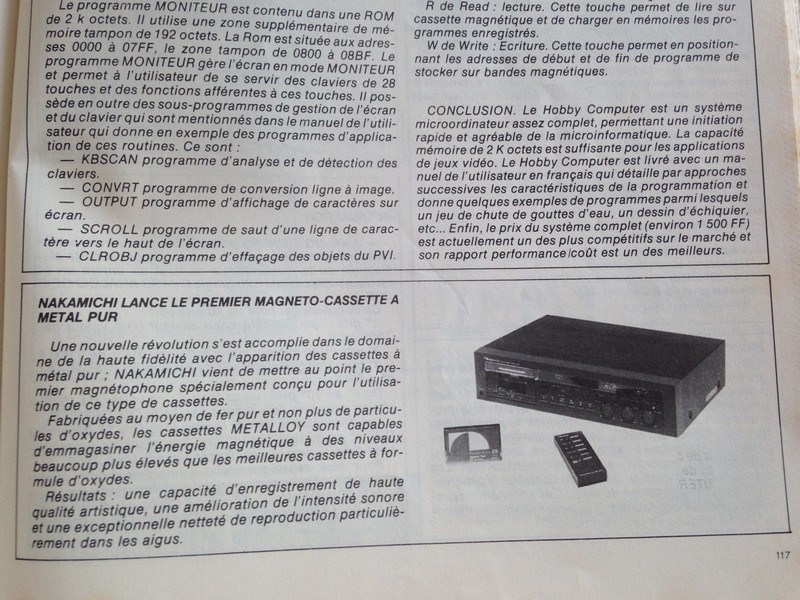 Le programme MONITEUR est contenu dans une ROM
de 2 k octets. Il utilise une zone supplémentaire de mé-
moire tampon de 192 octets. La Rom est située aux adres-
ses 0000 à 07FF, le zone tampon de 0800 à 08BF. Le
programme MONITEUR gère l'écran en mode MONITEUR
et permet à l'utilisateur de se servir des claviers de 28
touches et des fonctions afférentes à ces touches. Il pos-
sède en outre des sous-programmes de gestion de l'écran
et du clavier qui sont mentionnés dans le manuel de l'utili-
sateur qui donne en exemple des programmes d'applica-
tion de ces routines. Ce sont :
— KBSCAN programme d'analyse et de détection des
claviers.
— CONVRT programme de conversion ligne à image.
— OUTPUT programme d'affichage de caractères sur
écran.
— SCROLL programme de saut d'une ligne de carac-
tère vers le haut de l'écran.
— CLROBJ programme d'effaçage des objets du PVI.
R de Read : lecture. Cette touche permet de lire sur
cassette magnétique et de charger en mémoires les pro-
grammes enregistrés.
W de Write : Ecriture. Cette touche permet en position-
nant les adresses de début et de fin de programme de
stocker sur bandes magnétiques.
CONCLUSION. Le Hobby Computer est un système
microordinateur assez complet, permettant une initiation
rapide et agréable de la microinformatique. La capacité
mémoire de 2 K octets est suffisante pour les applications
de jeux vidéo. Le Hobby Computer est livré avec un ma-
nuel de l'utilisateur en français qui détaille par approches
successives les caractéristiques de la programmation et
donne quelques exemples de programmes parmi lesquels
un jeu de chute de gouttes d'eau, un dessin d'échiquier,
etc... Enfin, le prix du système complet (environ 1 500 FF)
est actuellement un des plus compétitifs sur le marché et
son rapport performance/coût est un des meilleurs.
NAKAMICHI LANCE LE PREMIER MAGNETO-CASSETTE A
METAL PUR
Une nouvelle révolution s'est accomplie dans le domai-
ne de la haute fidélité avec l'apparition des cassettes à
métal pur ; NAKAMICHI vient de mettre au point le pre-
mier magnétophone spécialement conçu pour l'utilisa-
tion de ce type de cassettes.
Fabriquées au moyen de fer pur et non plus de particu-
les d'oxydes, les cassettes METALLOY sont capables
d'emmagasiner l'énergie magnétique à des niveaux
beaucoup plus élevés que les meilleures cassettes à for-
mule d'oxydes.
Résultats : une capacité d'enregistrement de haute
qualité artistique, une amélioration de l'intensité sonore
et une exceptionnelle netteté de reproduction particuliè-
rement dans les aigus.
117